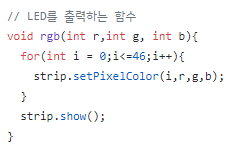 // LED를 출력하는 함수
void rgb(int r,int g, int b){
  for(int i = 0;i<=46;i++){
    strip.setPixelColor(i,r,g,b);
  }
  strip.show();
}